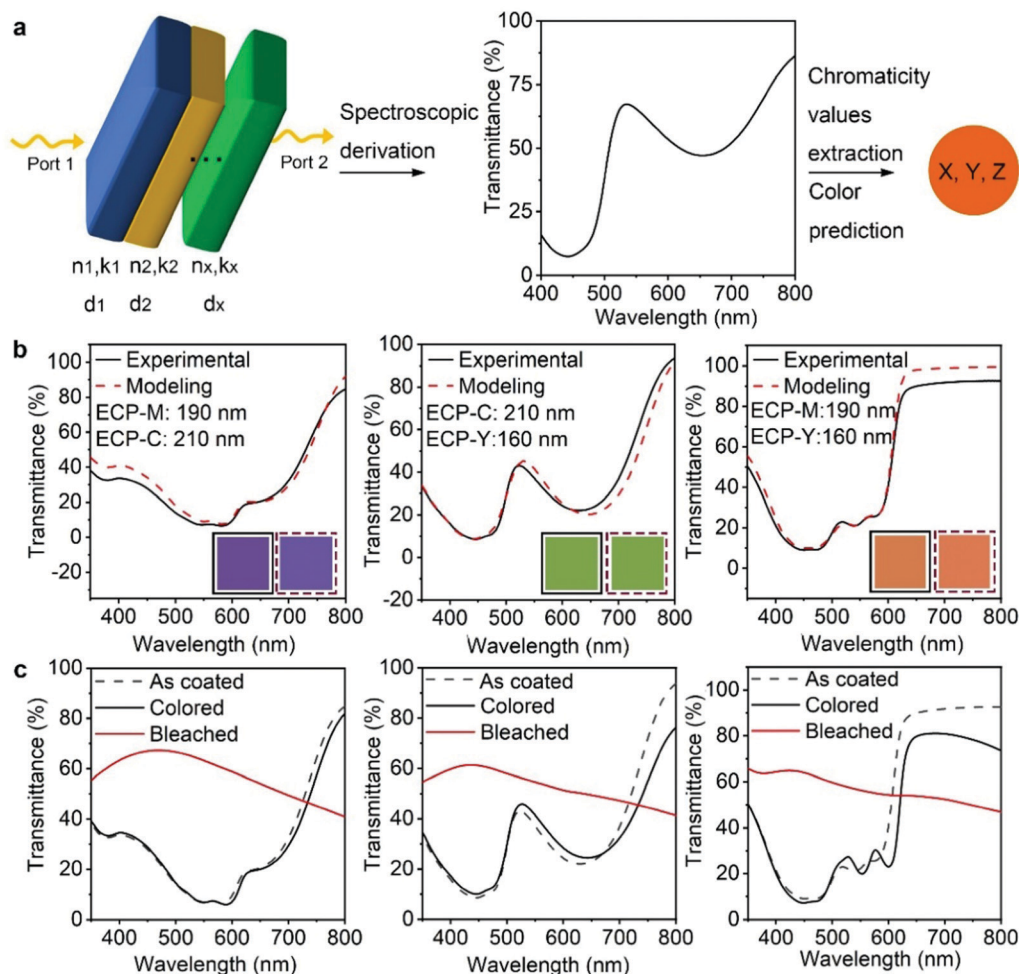 a
Port 1
Port 2
n1,k1 n2,k2 nx,kx
d1 d2 dx
Spectroscopic
derivation
Transmittance (%)
100
75
50
25
0
400 500 600 700 800
Wavelength (nm)
Chromaticity
values
extraction
Color
prediction
X, Y, Z
b
Transmittance (%)
100
80
60
40
20
0
-20
Experimental
Modeling
ECP-M: 190 nm
ECP-C: 210 nm
400 500 600 700 800
Wavelength (nm)
Transmittance (%)
100
80
60
40
20
0
-20
Experimental
Modeling
ECP-C: 210 nm
ECP-Y:160 nm
400 500 600 700 800
Wavelength (nm)
Transmittance (%)
100
80
60
40
20
0
Experimental
Modeling
ECP-M:190 nm
ECP-Y:160 nm
400 500 600 700 800
Wavelength (nm)
c
Transmittance (%)
100
80
60
40
20
0
As coated
Colored
Bleached
400 500 600 700 800
Wavelength (nm)
Transmittance (%)
100
80
60
40
20
0
As coated
Colored
Bleached
400 500 600 700 800
Wavelength (nm)
Transmittance (%)
100
80
60
40
20
0
As coated
Colored
Bleached
400 500 600 700 800
Wavelength (nm)